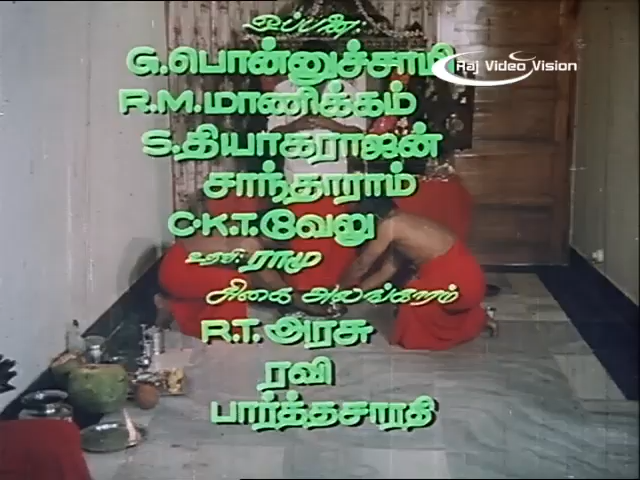 ஒப்பனை:
G.பொன்னுச்சாமி
Raj Video Vision
R.M.மாணிக்கம்
S.தியாகராஜன்
சாந்தாராம்
C.K.T.வேலு
உதவி: ராமு
சிகை அலங்காரம்
R.T.அரசு
ரவி
பார்த்தசாரதி